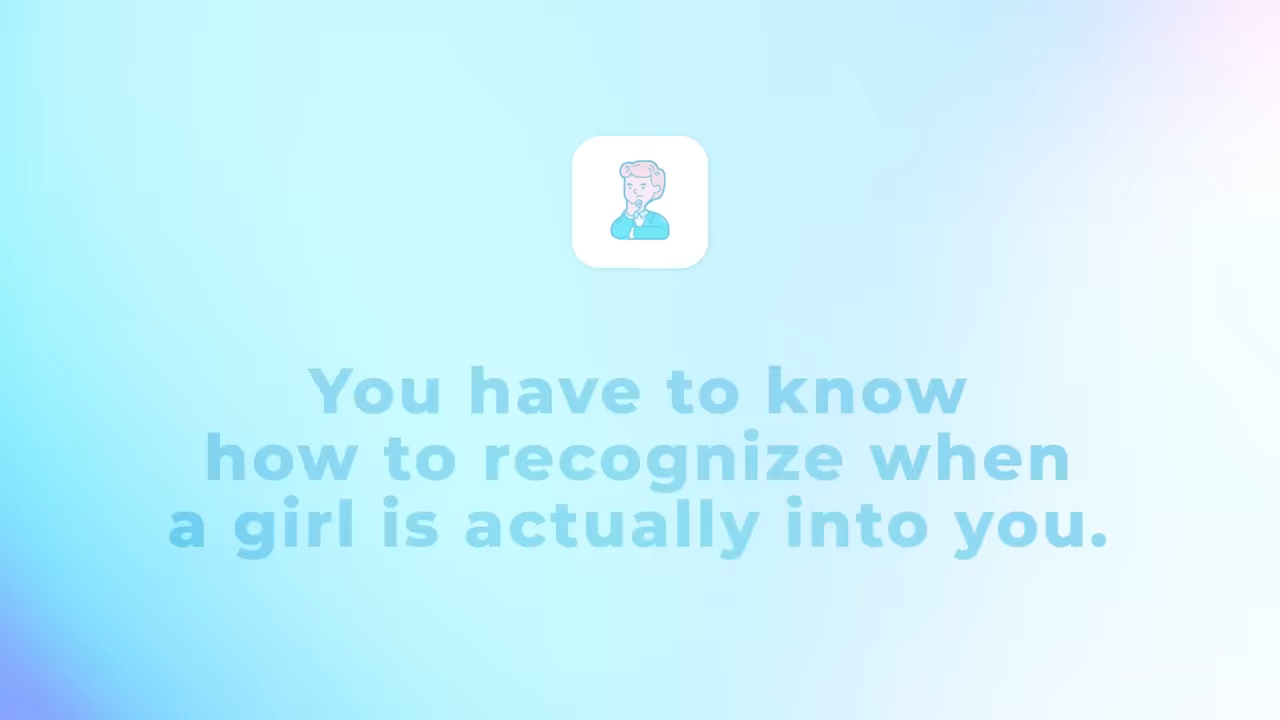 You have to know
how to recognize when
a girl is actually into you.